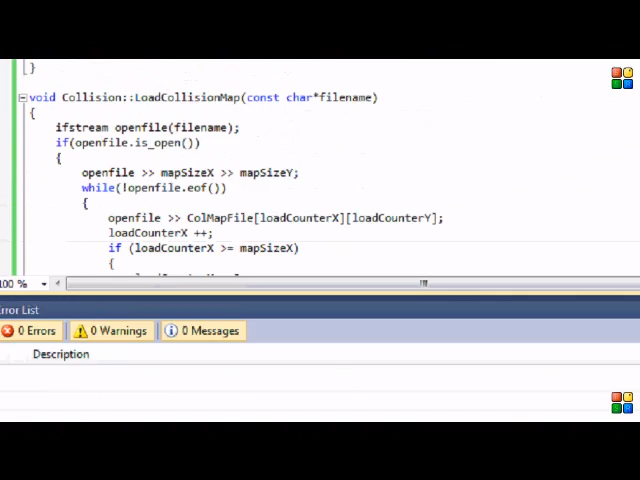 }
void Collision::LoadCollisionMap(const char*filename)
{
ifstream openfile(filename);
if(openfile.is_open())
{
openfile >> mapSizeX >> mapSizeY;
while(!openfile.eof())
{
openfile >> ColMapFile[loadCounterX][loadCounterY];
loadCounterX ++;
if (loadCounterX >= mapSizeX)
{
100 %
Error List
0 Errors
0 Warnings
0 Messages
Description